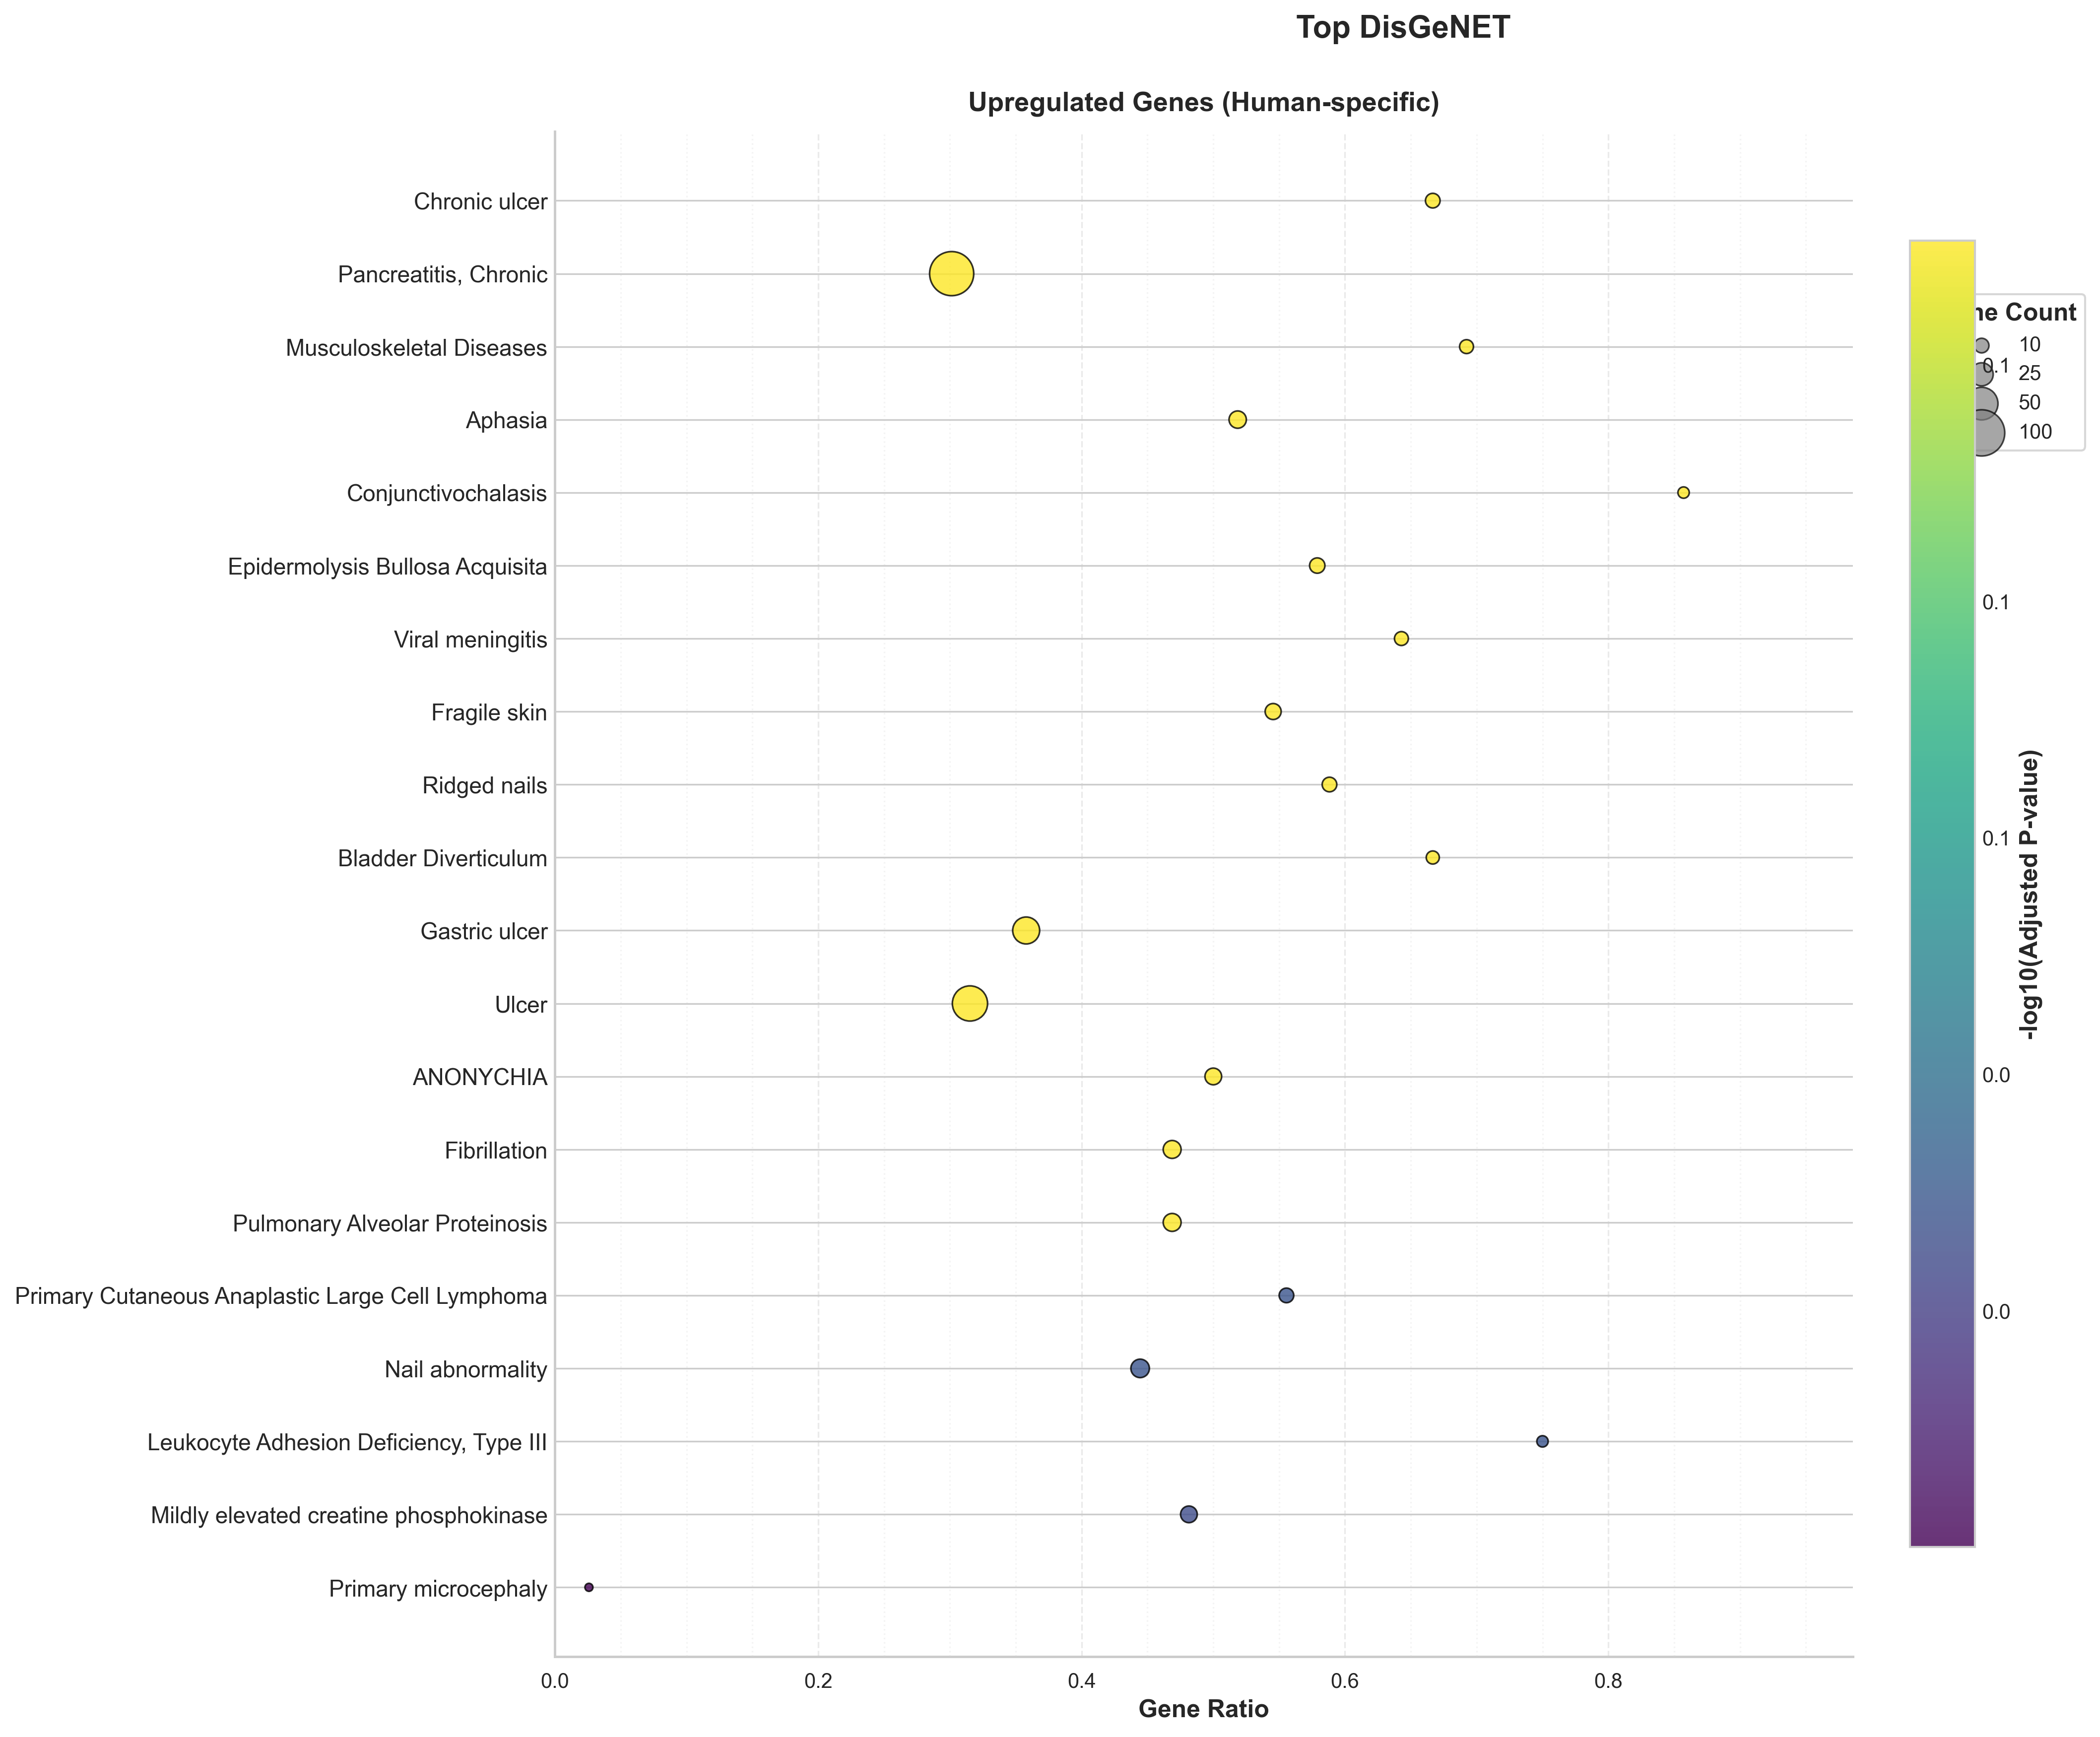 Top DisGeNET
Upregulated Genes (Human-specific)
Chronic ulcer
Pancreatitis, Chronic
Musculoskeletal Diseases
Aphasia
Conjunctivochalasis
Epidermolysis Bullosa Acquisita
Viral meningitis
Fragile skin
Ridged nails
Bladder Diverticulum
Gastric ulcer
Ulcer
ANONYCHIA
Fibrillation
Pulmonary Alveolar Proteinosis
Primary Cutaneous Anaplastic Large Cell Lymphoma
Nail abnormality
Leukocyte Adhesion Deficiency, Type III
Mildly elevated creatine phosphokinase
Primary microcephaly
0.0
0.2
0.4
0.6
0.8
Gene Ratio
Count
10
25
50
100
0.1
0.1
0.1
0.0
0.0
-log10(Adjusted P-value)